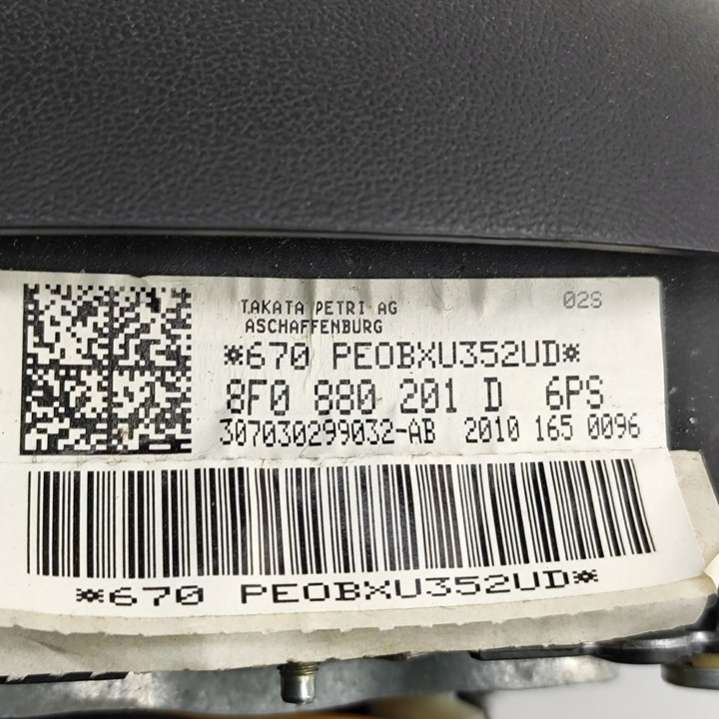 TAKATA PETRI AG 02S
ASCHAFFENBURG
*670 PEOBXU352UD*
8F0 880 201 D 6PS
307030299032-AB 2010 165 0096
*670 PEOBXU352UD*